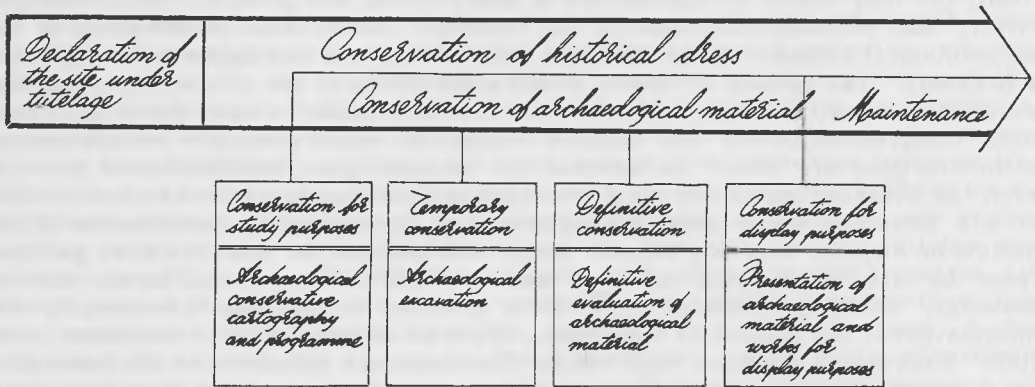 Declaration of
the site under
tutelage
Conservation of historical dress
Conservation of archaeological material
Maintenance
Conservation for
study purposes
Archaeological
conservative
cartography
and programme
Temporary
conservation
Archaeological
excavation
Definitive
conservation
Definitive
evaluation of
archaeological
material
Conservation for
display purposes
Presentation of
archaeological
material and
works for
display purposes